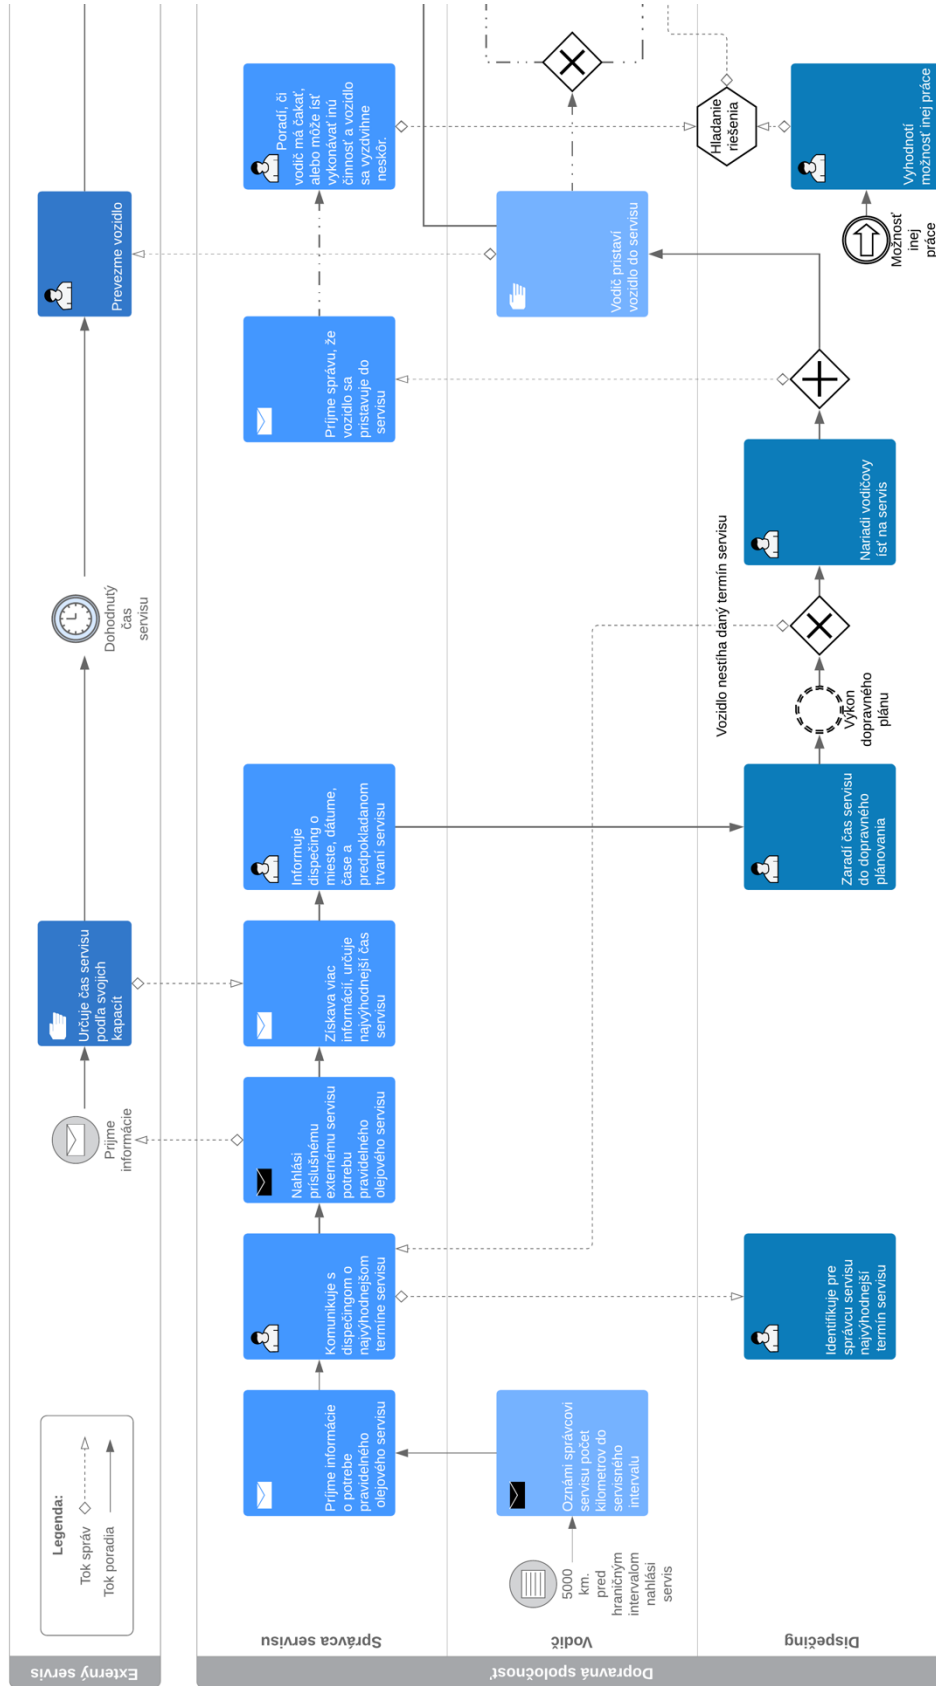 Externý servis
Legenda:
Tok správ
Tok poradia
Prijme
informácie
Určuje čas servisu
podľa svojich
kapacít
Dohodnutý
čas
servisu
Prevezme vozidlo
Dopravná spoločnosť
Správca servisu
Príjme informácie
o potrebe
pravidelného
olejového servisu
Komunikuje s
dispečingom o
najvýhodnejšom
termíne servisu
Nahlási
príslušnému
externému servisu
potrebu
pravidelného
olejového servisu
Získava viac
informácií, určuje
najvýhodnejší čas
servisu
Informuje
dispečing o
mieste, dátume,
čase a
predpokladanom
trvaní servisu
Príjme správu, že
vozidlo sa
pristavuje do
servisu
Poradí, či
vodič má čakať,
alebo môže ísť
vykonávať inú
činnosť a vozidlo
sa vyzdvihne
neskôr.
Vodič
5000
km.
pred
hraničným
intervalom
nahlási
servis
Oznámi správcovi
servisu počet
kilometrov do
servisného
intervalu
Vodič pristaví
vozidlo do servisu
Dispečing
Identifikuje pre
správcu servisu
najvýhodnejší
termín servisu
Zaradí čas servisu
do dopravného
plánovania
Výkon
dopravného
plánu
Vozidlo nestíha daný termín servisu
Nariadi vodičovy
ísť na servis
Hladanie
riešenia
Možnosť
inej
práce
Vyhodnotí
možnosť inej práce